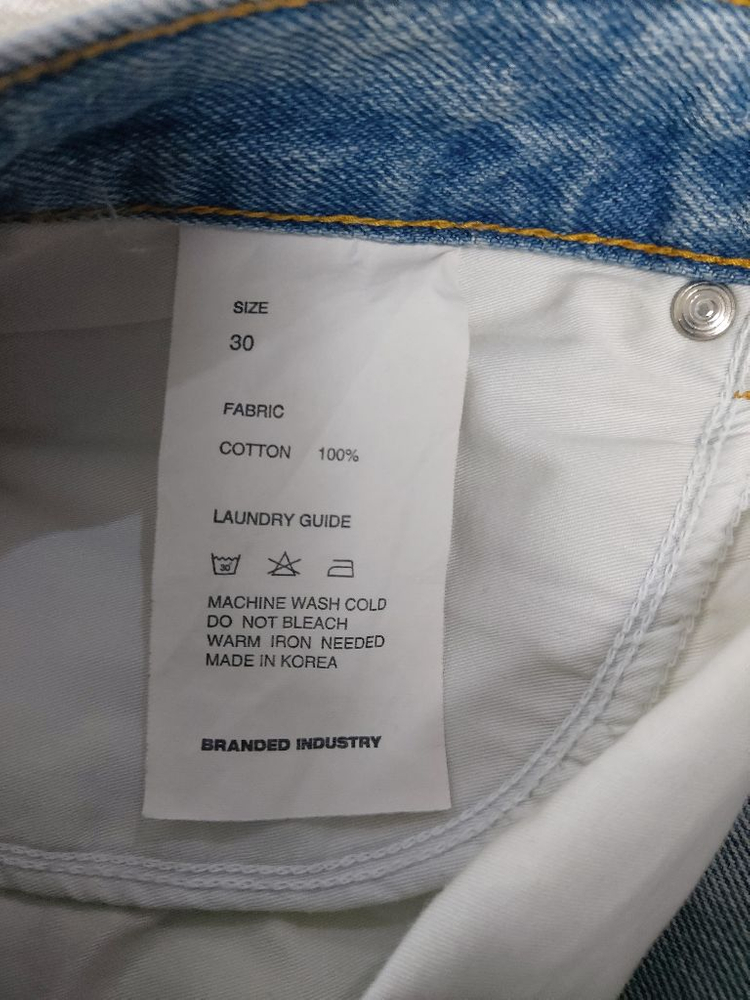 SIZE
30
FABRIC
COTTON 100%
LAUNDRY GUIDE
30
MACHINE WASH COLD
DO NOT BLEACH
WARM IRON NEEDED
MADE IN KOREA
BRANDED INDUSTRY